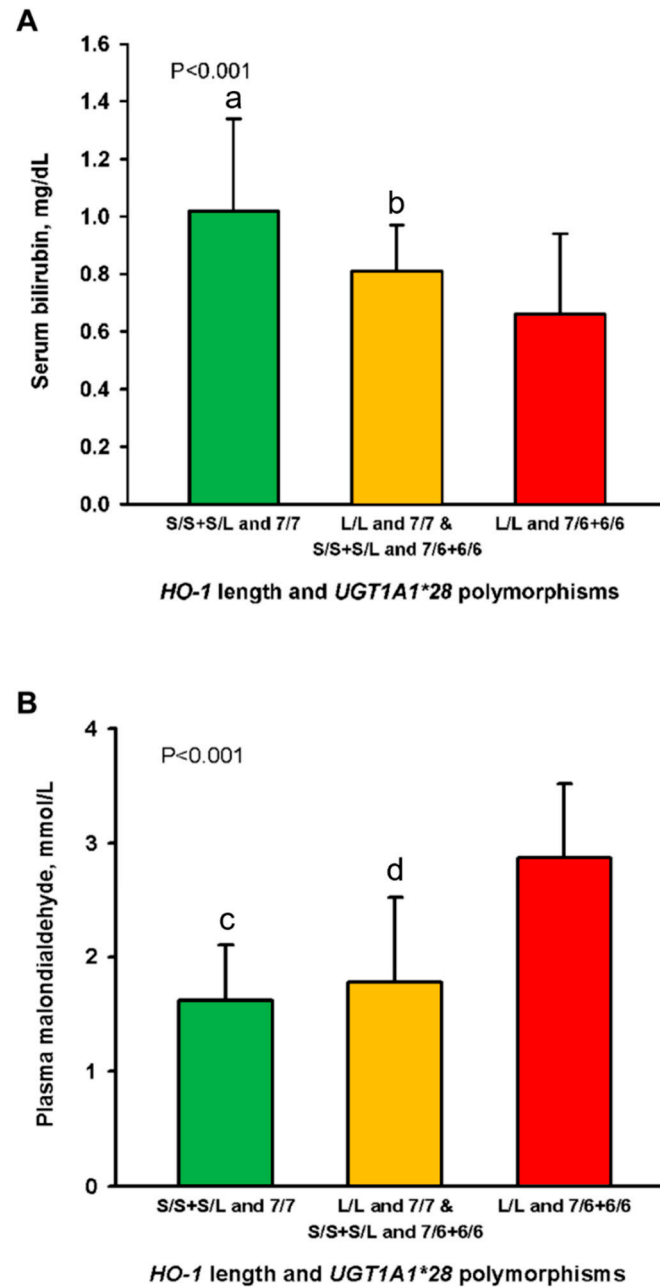 A
Serum bilirubin, mg/dL
1.6
1.4
1.2
1.0
0.8
0.6
0.4
0.2
0.0
P<0.001
a
b
S/S+S/L and 7/7
L/L and 7/7 &
S/S+S/L and 7/6+6/6
L/L and 7/6+6/6
HO-1 length and UGT1A1*28 polymorphisms
B
Plasma malondialdehyde, mmol/L
4
3
2
1
0
P<0.001
c
d
S/S+S/L and 7/7
L/L and 7/7 &
S/S+S/L and 7/6+6/6
L/L and 7/6+6/6
HO-1 length and UGT1A1*28 polymorphisms